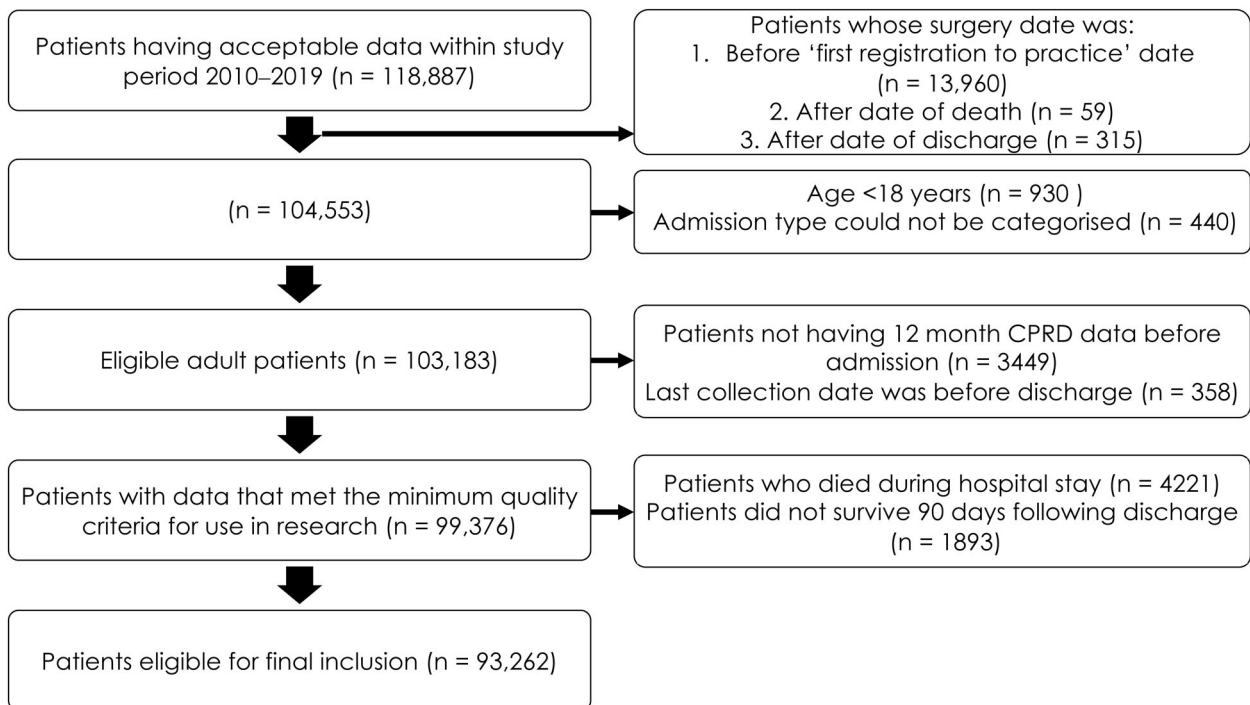 Patients having acceptable data within study
period 2010–2019 (n = 118,887)
Patients whose surgery date was:
1. Before ‘first registration to practice’ date
(n = 13,960)
2. After date of death (n = 59)
3. After date of discharge (n = 315)
(n = 104,553)
Age <18 years (n = 930 )
Admission type could not be categorised (n = 440)
Eligible adult patients (n = 103,183)
Patients not having 12 month CPRD data before
admission (n = 3449)
Last collection date was before discharge (n = 358)
Patients with data that met the minimum quality
criteria for use in research (n = 99,376)
Patients who died during hospital stay (n = 4221)
Patients did not survive 90 days following discharge
(n = 1893)
Patients eligible for final inclusion (n = 93,262)